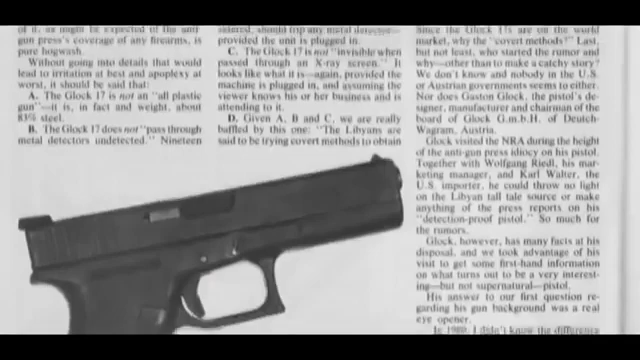 of it, as might be expected of the anti-
gun press's coverage of any firearms, is
pure hogwash.
Without going into details that would
lead to irritation at best and apoplexy at
worst, it should be said that:
A. The Glock 17 is not an "all plastic
gun"—it is, in fact and weight, about
83% steel.
B. The Glock 17 does not "pass through
metal detectors undetected." Nineteen
should trip any metal detector—
provided the unit is plugged in.
C. The Glock 17 is not "invisible when
passed through an X-ray screen." It
looks like what it is—again, provided the
machine is plugged in, and assuming the
viewer knows his or her business and is
attending to it.
D. Given A, B and C, we are really
baffled by this one: "The Libyans are
said to be trying covert methods to obtain
Since the Glock 17s are on the world
market, why the "covert methods?" Last,
but not least, who started the rumor and
why—other than to make a catchy story?
We don't know and nobody in the U.S.
or Austrian governments seems to either.
Nor does Gaston Glock, the pistol's de-
signer, manufacturer and chairman of the
board of Glock G.m.b.H. of Deutch-
Wagram, Austria.
Glock visited the NRA during the height
of the anti-gun press idiocy on his pistol.
Together with Wolfgang Riedl, his mar-
keting manager, and Karl Walter, the
U.S. importer, he could throw no light
on the Libyan tall tale source or make
anything of the press reports on his
"detection-proof pistol." So much for
the rumors.
Glock, however, has many facts at his
disposal, and we took advantage of his
visit to get some first-hand information
on what turns out to be a very interest-
ing—but not supernatural—pistol.
His answer to our first question re-
garding his gun background was a real
eye opener.
In 1980, I didn't know the difference